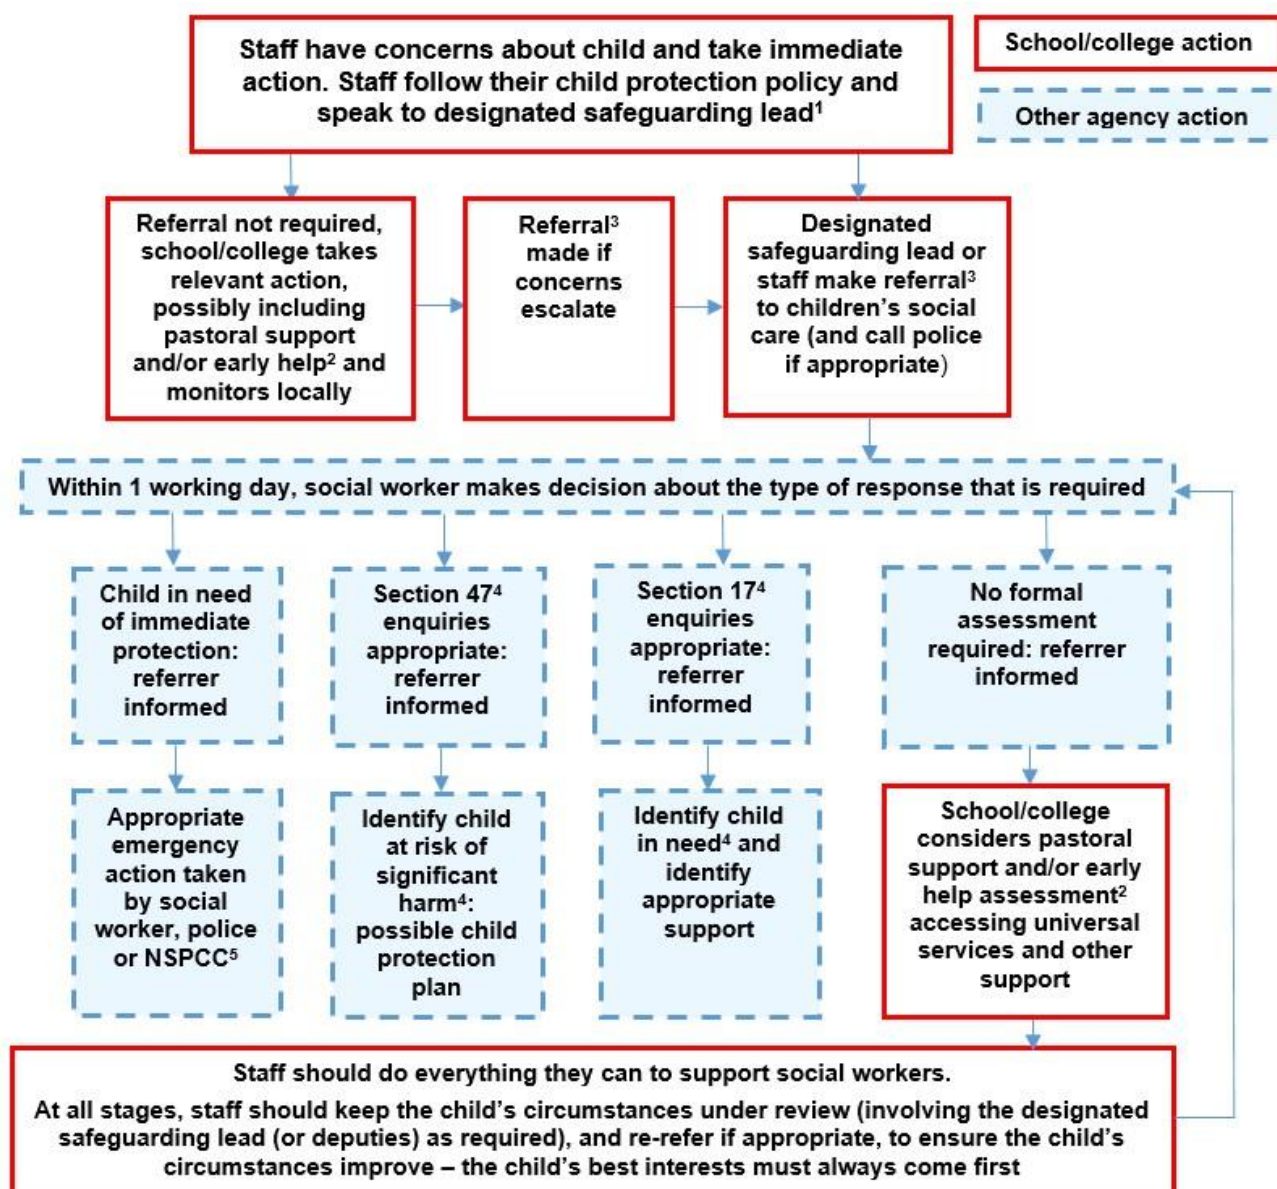 Staff have concerns about child and take immediate
action. Staff follow their child protection policy and
speak to designated safeguarding lead¹
School/college action
Other agency action
Referral not required,
school/college takes
relevant action,
possibly including
pastoral support
and/or early help² and
monitors locally
Referral³
made if
concerns
escalate
Designated
safeguarding lead or
staff make referral³
to children's social
care (and call police
if appropriate)
Within 1 working day, social worker makes decision about the type of response that is required
Child in need
of immediate
protection:
referrer
informed
Section 47⁴
enquiries
appropriate:
referrer
informed
Section 17⁴
enquiries
appropriate:
referrer
informed
No formal
assessment
required: referrer
informed
Appropriate
emergency
action taken
by social
worker, police
or NSPCC⁵
Identify child
at risk of
significant
harm⁴:
possible child
protection
plan
Identify child
in need⁴ and
identify
appropriate
support
School/college
considers pastoral
support and/or early
help assessment²
accessing universal
services and other
support
Staff should do everything they can to support social workers.
At all stages, staff should keep the child's circumstances under review (involving the designated
safeguarding lead (or deputies) as required), and re-refer if appropriate, to ensure the child's
circumstances improve – the child's best interests must always come first